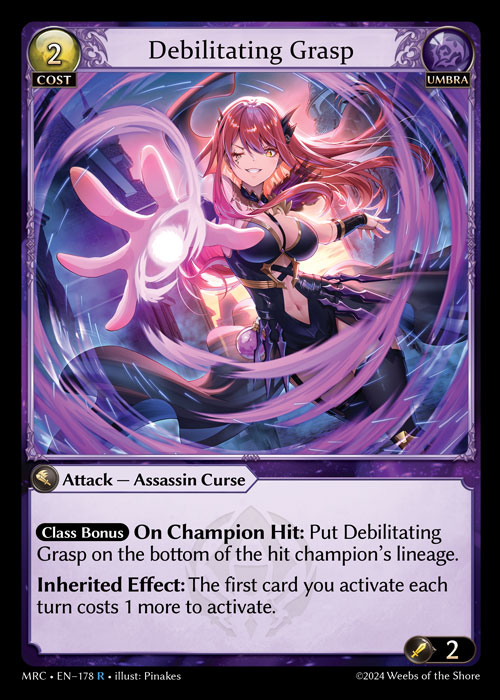 2
Debilitating Grasp
COST
UMBRA
Attack — Assassin Curse
Class Bonus On Champion Hit: Put Debilitating
Grasp on the bottom of the hit champion's lineage.
Inherited Effect: The first card you activate each
turn costs 1 more to activate.
2
MRC • EN-178 R • illust: Pinakes
©2024 Weebs of the Shore